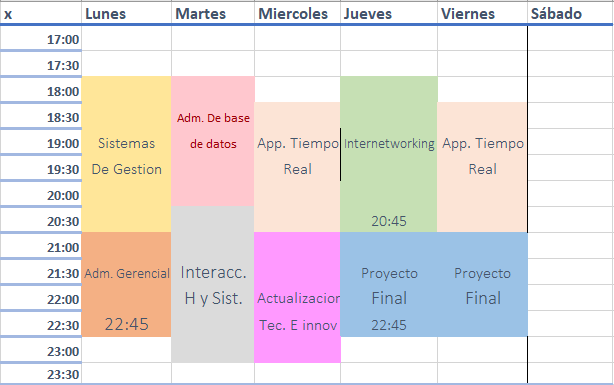 x Lunes Martes Miercoles Jueves Viernes Sábado
17:00
17:30
18:00
18:30 Adm. De base
19:00 Sistemas de datos App. Tiempo Internetworking App. Tiempo
19:30 De Gestion Real Real
20:00
20:30 20:45
21:00
21:30 Adm. Gerencial Interacc. Proyecto Proyecto
22:00 H y Sist. Actualizacior Final Final
22:30 22:45 Tec. E innov 22:45
23:00
23:30